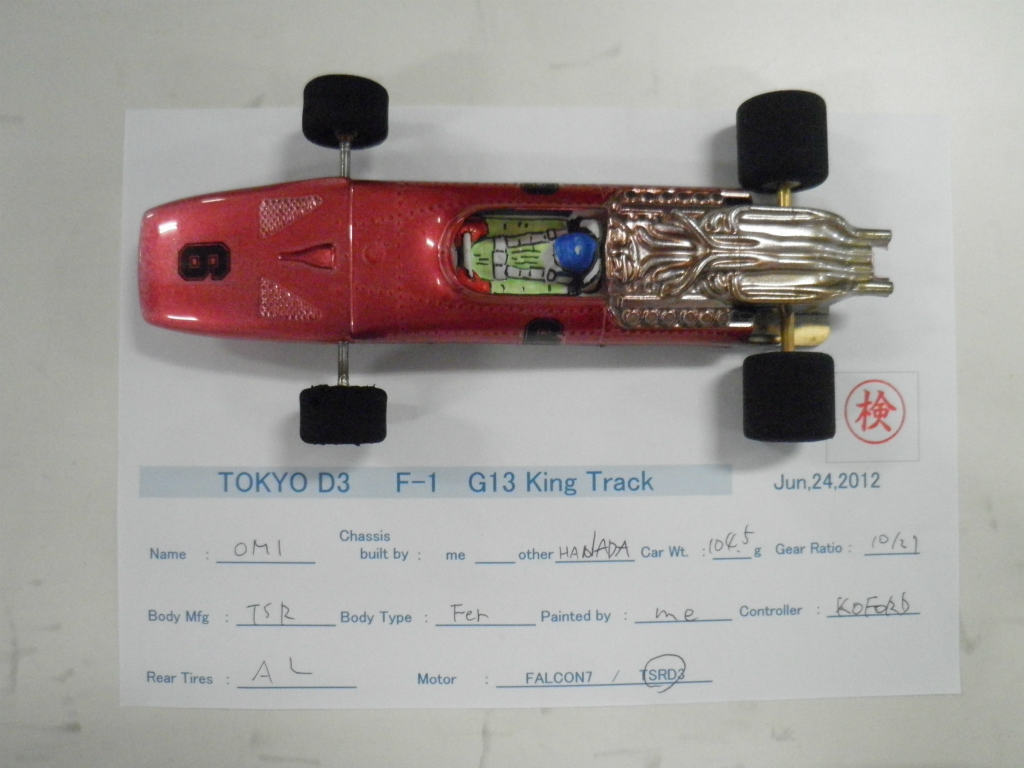 8
検
TOKYO D3 F-1 G13 King Track Jun,24,2012
Name : OMI Chassis built by : me other HANADA Car Wt. : 104.5 g Gear Ratio : 10/29
Body Mfg : TSR Body Type : Fer Painted by : me Controller : KOFORD
Rear Tires : AL Motor : FALCON7 / TSRD3